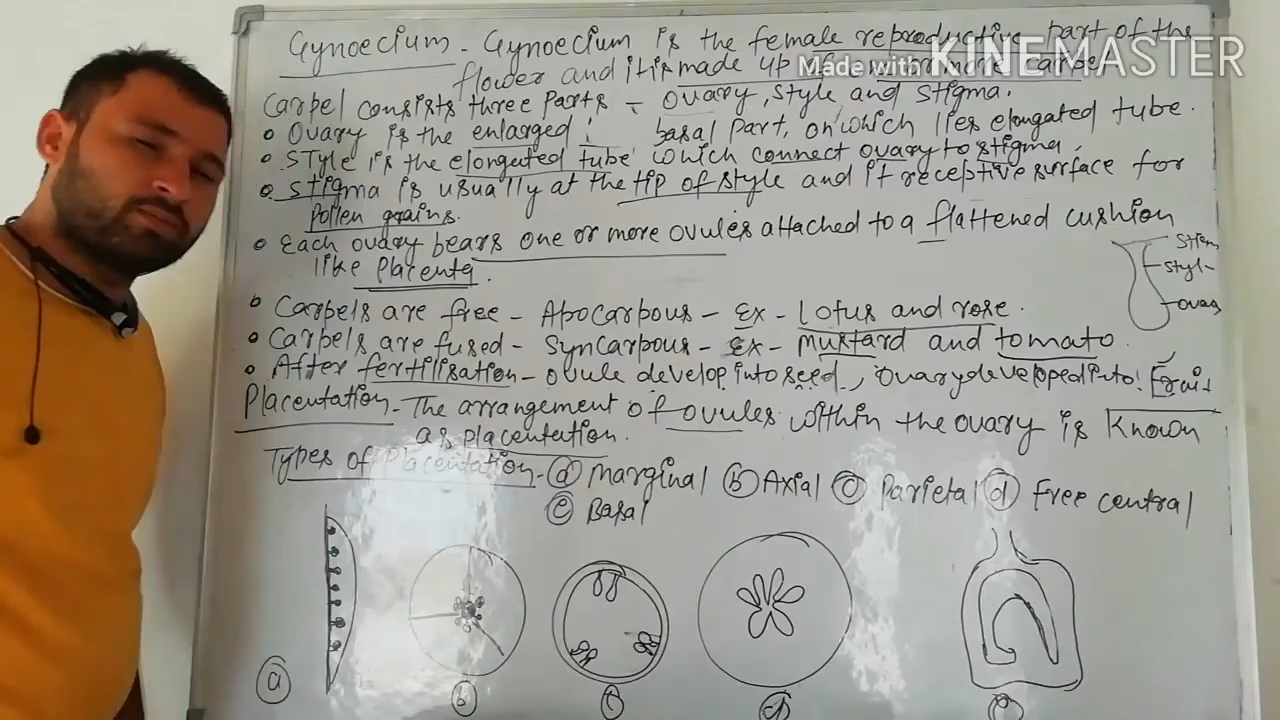 Gynoecium - Gynoecium is the female reproductive part of the
flower and it is made up of one or more carpel
Made with KINEMASTER
Carpel consists three parts - ovary, style and stigma.
• Ovary is the enlarged basal part, on which lies elongated tube.
• Style is the elongated tube which connect ovary to stigma.
• Stigma is usually at the tip of style and it receptive surface for
Pollen grains.
• Each ovary bears one or more ovules attached to a flattened cushion
like Placenta.
Style
ovary
• Carpels are free - Apocarpous - Ex - Lotus and rose.
• Carpels are fused - Syncarpous - Ex - Mustard and tomato.
• After fertilisation - ovule develop into seed, ovary developed into Fruit
Placentation - The arrangement of ovules within the ovary is known
as placentation.
Types of Placentation - (a) Marginal (b) Axial (c) Parietal (d) Free central
(e) Basal
(a) (b) (c) (d) (e)